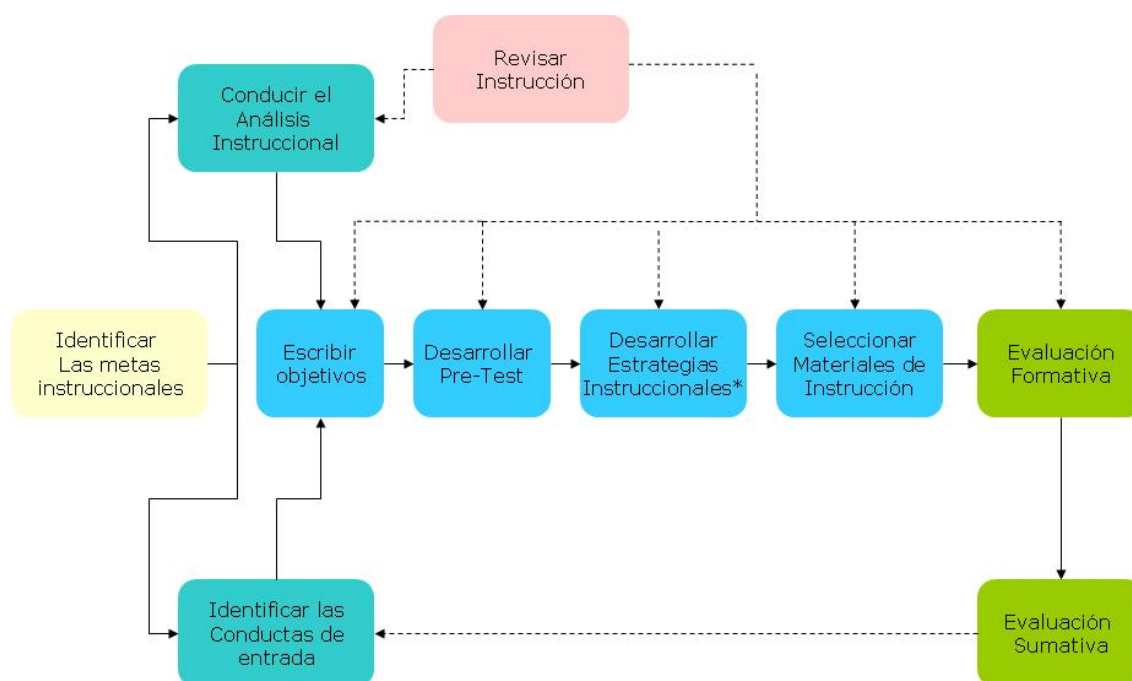 Revisar
Instrucción
Conducir el
Análisis
Instruccional
Identificar
Las metas
instruccionales
Escribir
objetivos
Desarrollar
Pre-Test
Desarrollar
Estrategias
Instruccionales*
Seleccionar
Materiales de
Instrucción
Evaluación
Formativa
Identificar las
Conductas de
entrada
Evaluación
Sumativa